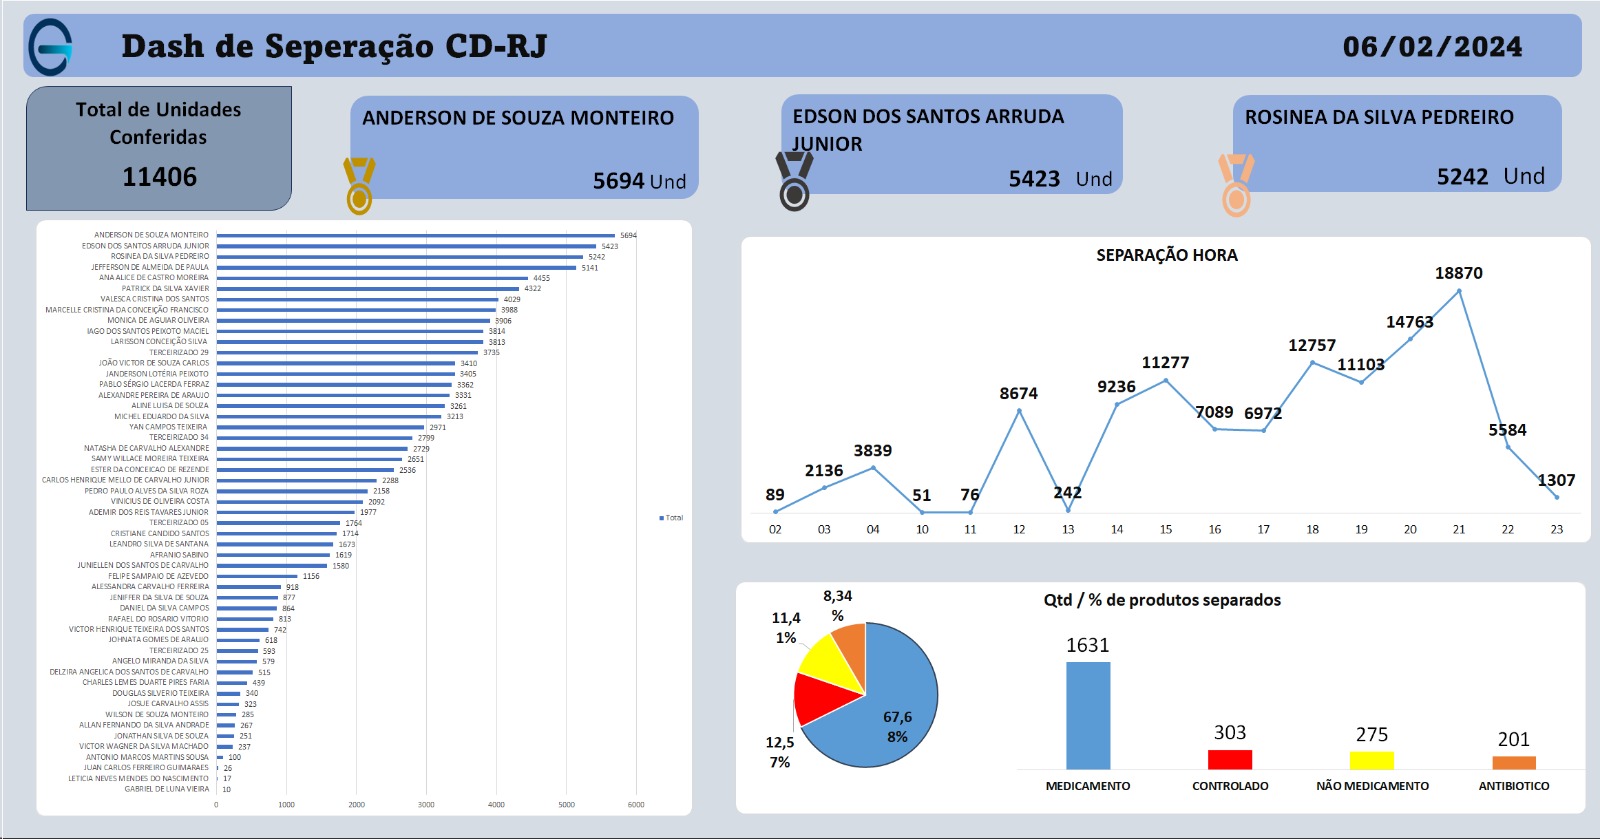 Dash de Seperação CD-RJ
06/02/2024
Total de Unidades
Conferidas
11406
ANDERSON DE SOUZA MONTEIRO
5694 Und
EDSON DOS SANTOS ARRUDA
JUNIOR
5423 Und
ROSINEA DA SILVA PEDREIRO
5242 Und
ANDERSON DE SOUZA MONTEIRO 5694
EDSON DOS SANTOS ARRUDA JUNIOR 5423
ROSINEA DA SILVA PEDREIRO 5242
JEFFERSON DE ALMEIDA DE PAULA 5141
ANA ALICE DE CASTRO MOREIRA 4455
PATRICK DA SILVA XAVIER 4322
VALESCA CRISTINA DOS SANTOS 4029
MARCELLE CRISTINA DA CONCEIÇÃO FRANCISCO 3988
MONICA DE AGUIAR OLIVEIRA 3906
IAGO DOS SANTOS PEIXOTO MACIEL 3814
LARISSON CONCEIÇÃO SILVA 3813
TERCEIRIZADO 29 3735
JOÃO VICTOR DE SOUZA CARLOS 3410
JANDERSON LOTÉRIA PEIXOTO 3405
PABLO SÉRGIO LACERDA FERRAZ 3362
ALEXANDRE PEREIRA DE ARAUJO 3331
ALINE LUISA DE SOUZA 3261
MICHEL EDUARDO DA SILVA 3213
YAN CAMPOS TEIXEIRA 2971
TERCEIRIZADO 34 2799
NATASHA DE CARVALHO ALEXANDRE 2729
SAMY WILLACE MOREIRA TEIXEIRA 2651
ESTER DA CONCEICAO DE REZENDE 2536
CARLOS HENRIQUE MELLO DE CARVALHO JUNIOR 2288
PEDRO PAULO ALVES DA SILVA ROZA 2158
VINICIUS DE OLIVEIRA COSTA 2092
ADEMIR DOS REIS TAVARES JUNIOR 1977
TERCEIRIZADO 05 1764
CRISTIANE CANDIDO SANTOS 1714
LEANDRO SILVA DE SANTANA 1673
AFRANIO SABINO 1619
JUNIELLEN DOS SANTOS DE CARVALHO 1580
FELIPE SAMPAIO DE AZEVEDO 1156
ALESSANDRA CARVALHO FERREIRA 918
JENIFFER DA SILVA DE SOUZA 877
DANIEL DA SILVA CAMPOS 864
RAFAEL DO ROSARIO VITORIO 813
VICTOR HENRIQUE TEIXEIRA DOS SANTOS 742
JOHNATA GOMES DE ARAUJO 618
TERCEIRIZADO 25 593
ANGELO MIRANDA DA SILVA 579
DELZIRA ANGELICA DOS SANTOS DE CARVALHO 515
CHARLES LEMES DUARTE PIRES FARIA 439
DOUGLAS SILVERIO TEIXEIRA 340
JOSUE CARVALHO ASSIS 323
WILSON DE SOUZA MONTEIRO 285
ALLAN FERNANDO DA SILVA ANDRADE 267
JONATHAN SILVA DE SOUZA 251
VICTOR WAGNER DA SILVA MACHADO 237
ANTONIO MARCOS MARTINS SOUSA 100
JUAN CARLOS FERREIRO GUIMARAES 26
LETICIA NEVES MENDES DO NASCIMENTO 17
GABRIEL DE LUNA VIEIRA 10
0 1000 2000 3000 4000 5000 6000
Total
SEPARAÇÃO HORA
89 2136 3839 51 76 8674 242 9236 11277 7089 6972 12757 11103 14763 18870 5584 1307
02 03 04 10 11 12 13 14 15 16 17 18 19 20 21 22 23
Qtd / % de produtos separados
8,34
%
11,4
1%
12,5
7%
67,6
8%
1631 303 275 201
MEDICAMENTO CONTROLADO NÃO MEDICAMENTO ANTIBIOTICO